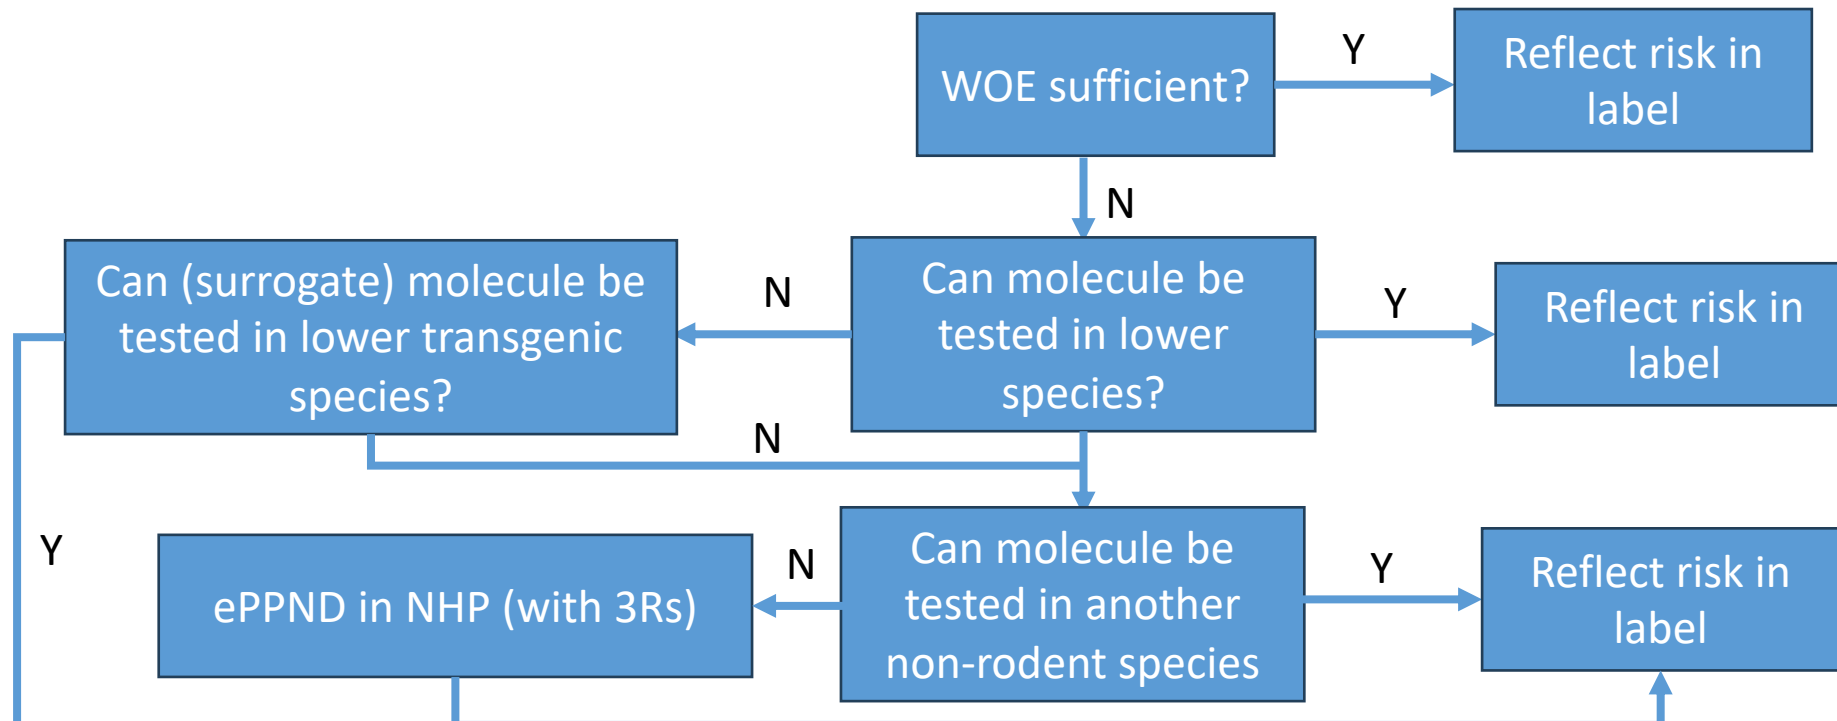 WOE sufficient?
Y
Reflect risk in
label
N
Can (surrogate) molecule be
tested in lower transgenic
species?
N
Can molecule be
tested in lower
species?
Y
Reflect risk in
label
N
Y
ePPND in NHP (with 3Rs)
N
Can molecule be
tested in another
non-rodent species
Y
Reflect risk in
label